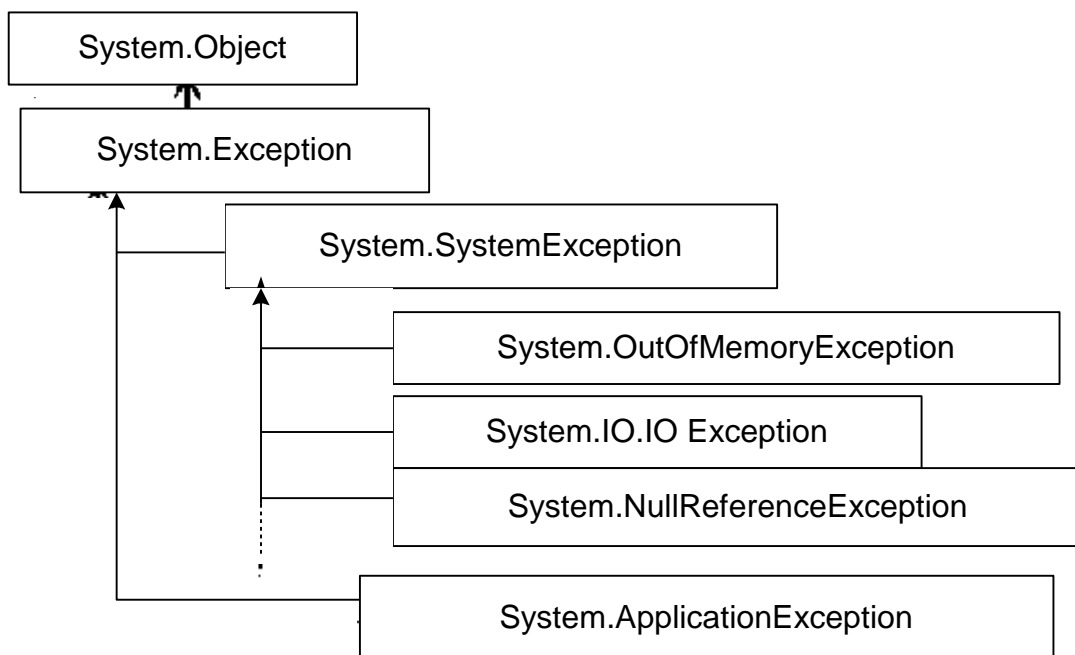 System.Object
System.Exception
System.SystemException
System.OutOfMemoryException
System.IO.IO Exception
System.NullReferenceException
System.ApplicationException